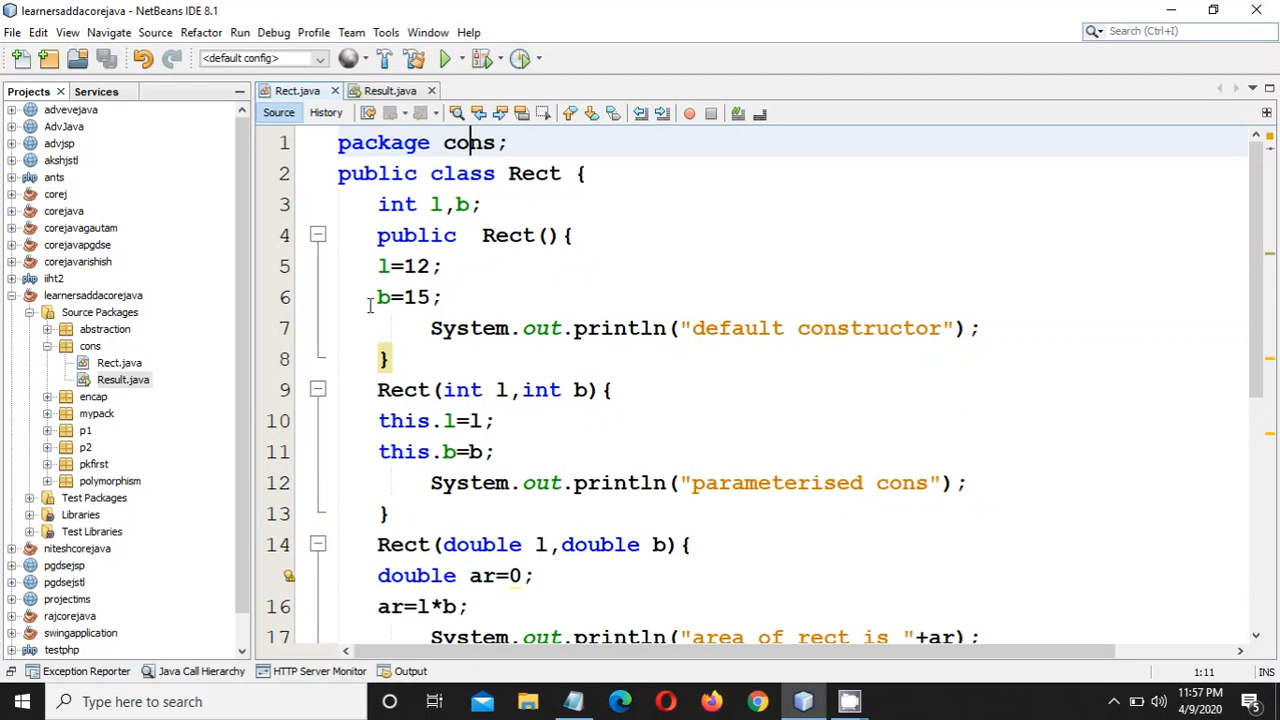 learnersaddacorejava - NetBeans IDE 8.1
File Edit View Navigate Source Refactor Run Debug Profile Team Tools Window Help
Search (Ctrl+I)
<default config>
Projects Services
Rect.java Result.java
Source History
advevejava
AdvJava
advjsp
akshjstl
ants
corej
corejava
corejavagautam
corejavapgdse
corejavarishish
iiht2
learnersaddacorejava
Source Packages
abstraction
cons
Rect.java
Result.java
encap
mypack
p1
p2
pkfirst
polymorphism
Test Packages
Libraries
Test Libraries
niteshcorejava
pgdsejsp
pgdsejstl
projectims
rajcorejava
swingapplication
testphp
1 package cons;
2 public class Rect {
3 int l,b;
4 public Rect(){
5 l=12;
6 b=15;
7 System.out.println("default constructor");
8 }
9 Rect(int l,int b){
10 this.l=l;
11 this.b=b;
12 System.out.println("parameterised cons");
13 }
14 Rect(double l,double b){
double ar=0;
16 ar=l*b;
17 System.out.println("area of rect is "+ar);
Exception Reporter Java Call Hierarchy HTTP Server Monitor Output
1:11 INS
Type here to search
11:57 PM
4/9/2020
5